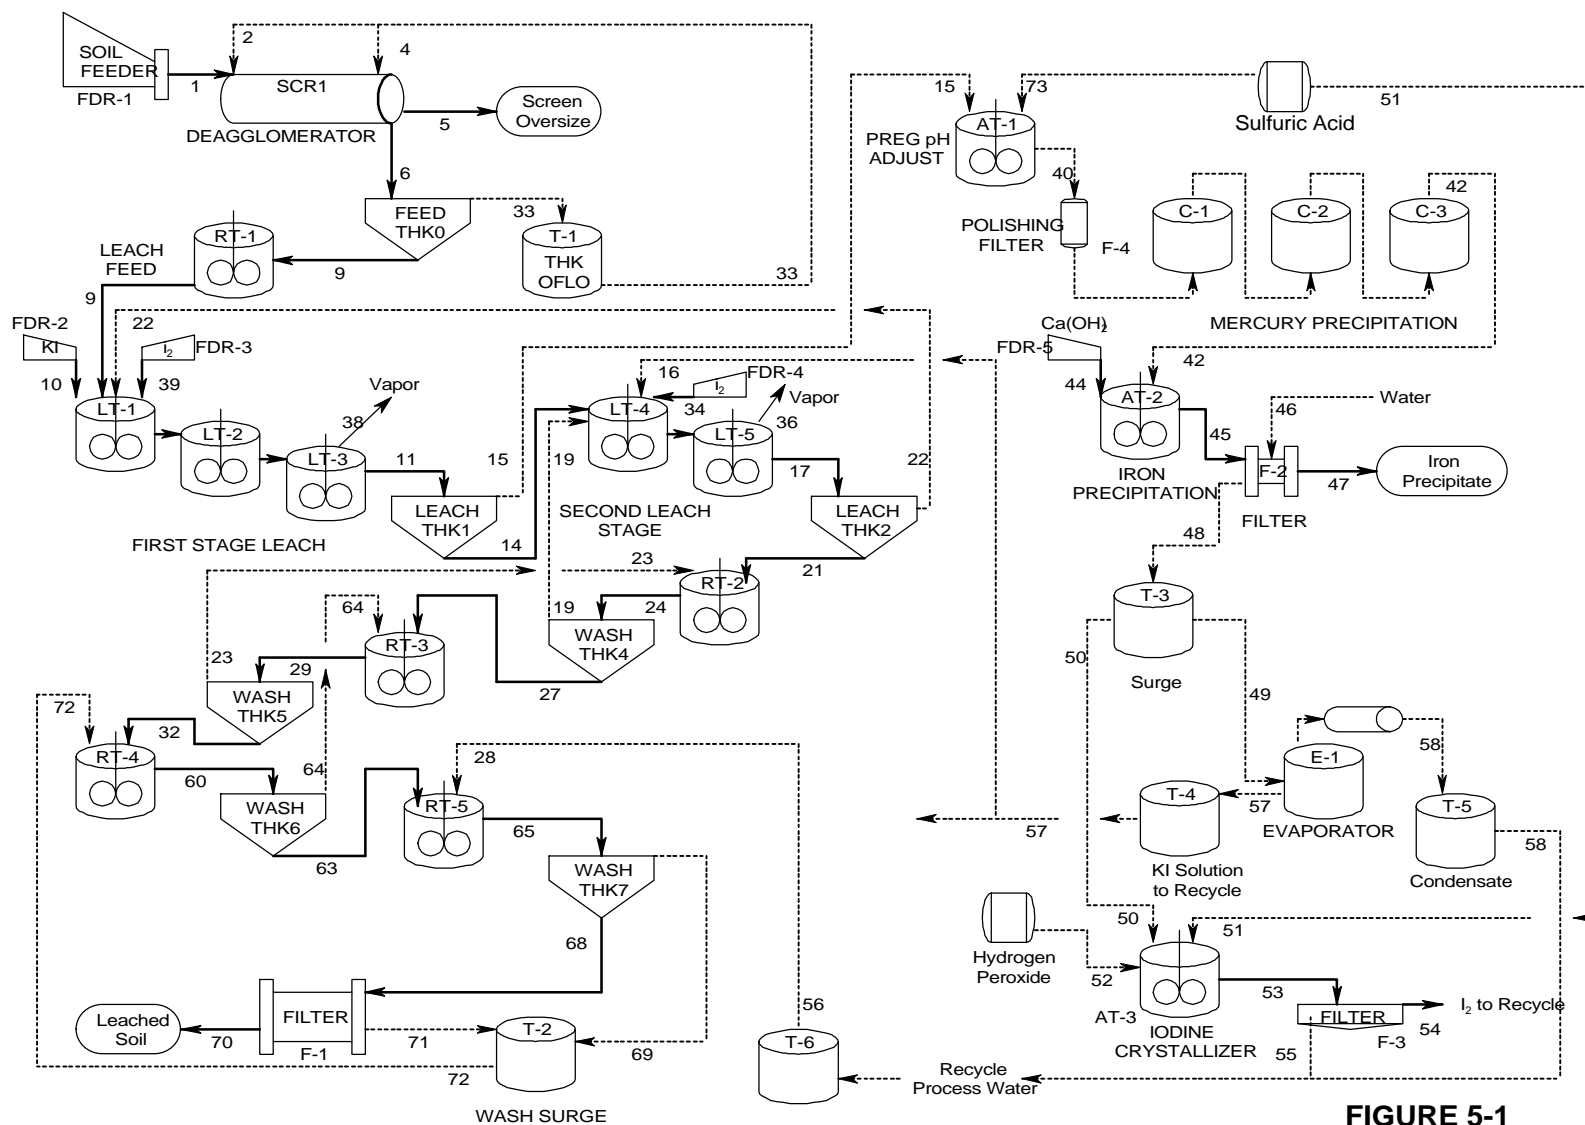 2
4
SOIL
FEEDER
1
FDR-1
SCR1
DEAGGLOMERATOR
5
Screen
Oversize
6
FEED
THK0
33
T-1
THK
OFLO
33
RT-1
LEACH
FEED
9
9
15
73
51
Sulfuric Acid
AT-1
PREG pH
ADJUST
40
POLISHING
FILTER
F-4
C-1
C-2
C-3
42
MERCURY PRECIPITATION
FDR-2
KI
10
22
I2
FDR-3
39
LT-1
LT-2
LT-3
Vapor
38
11
FIRST STAGE LEACH
LEACH
THK1
15
14
16
I2
FDR-4
34
Vapor
36
LT-4
LT-5
19
17
22
SECOND LEACH
STAGE
LEACH
THK2
21
Ca(OH)2
FDR-5
44
42
AT-2
IRON
PRECIPITATION
45
46
Water
F-2
FILTER
47
Iron
Precipitate
48
T-3
Surge
50
49
23
RT-2
24
19
WASH
THK4
27
64
RT-3
29
23
WASH
THK5
32
72
RT-4
60
64
WASH
THK6
63
28
RT-5
65
WASH
THK7
68
69
FILTER
F-1
Leached
Soil
70
71
T-2
72
WASH SURGE
56
T-6
Recycle
Process Water
57
T-4
KI Solution
to Recycle
57
E-1
EVAPORATOR
58
T-5
Condensate
58
Hydrogen
Peroxide
52
50
51
AT-3
IODINE
CRYSTALLIZER
53
FILTER
F-3
54
I2 to Recycle
55
FIGURE 5-1